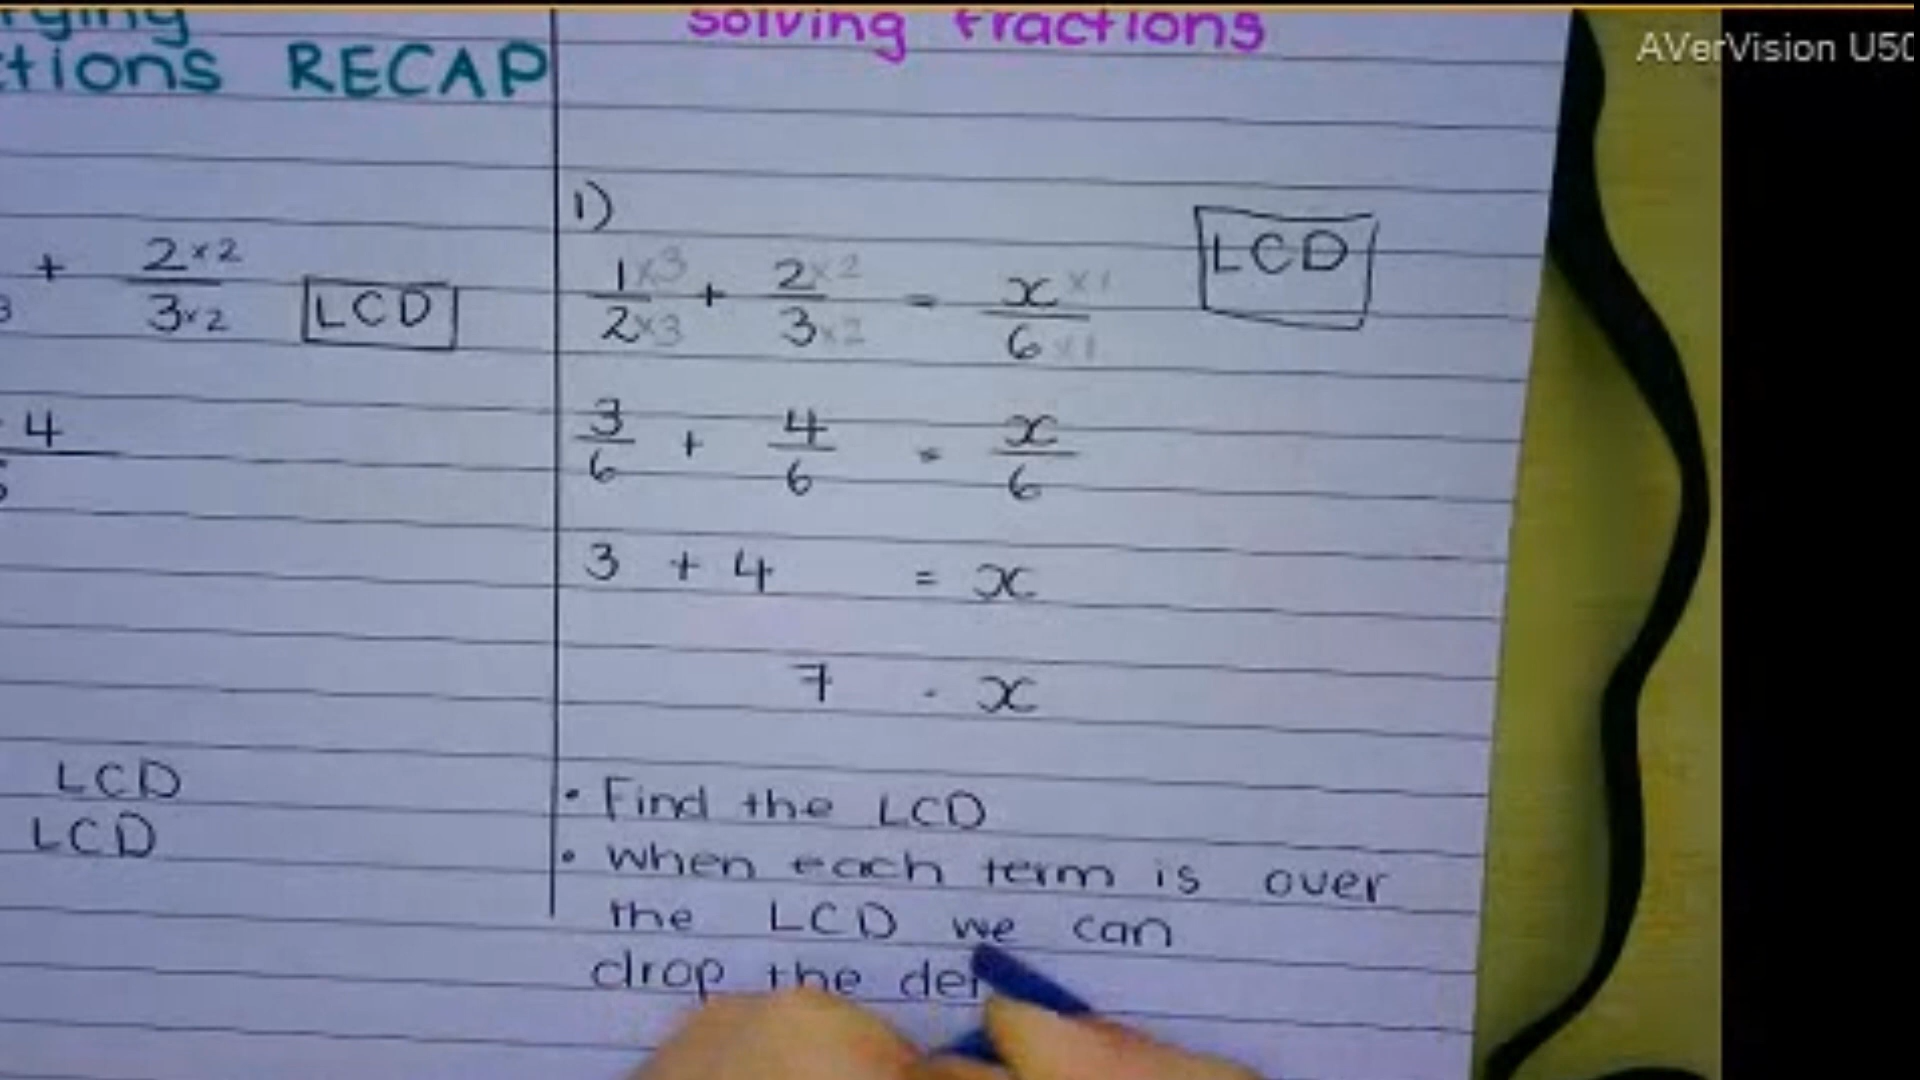 solving fractions
ctions RECAP
AVerVision U50
+ 2×2 / 3×2
LCD
4
LCD
LCD
1)
1×3 / 2×3 + 2×2 / 3×2 = x×1 / 6×1
LCD
3/6 + 4/6 = x/6
3 + 4 = x
7 = x
• Find the LCD
• When each term is over
the LCD we can
drop the de